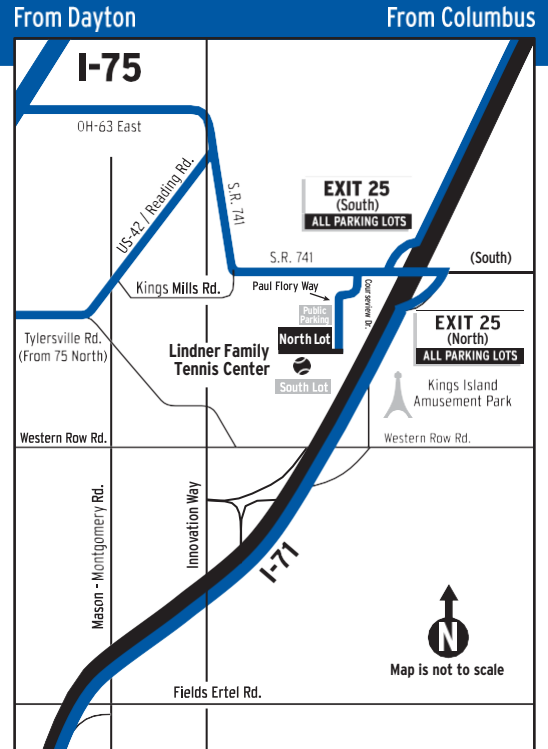 From Dayton
From Columbus
I-75
OH-63 East
US-42 / Reading Rd.
S.R. 741
EXIT 25
(South)
ALL PARKING LOTS
S.R. 741
(South)
Kings Mills Rd.
Paul Flory Way
Courseview Dr.
Public
Parking
North Lot
EXIT 25
(North)
ALL PARKING LOTS
Tylersville Rd.
(From 75 North)
Lindner Family
Tennis Center
South Lot
Kings Island
Amusement Park
Western Row Rd.
Western Row Rd.
Mason - Montgomery Rd.
Innovation Way
I-71
N
Map is not to scale
Fields Ertel Rd.